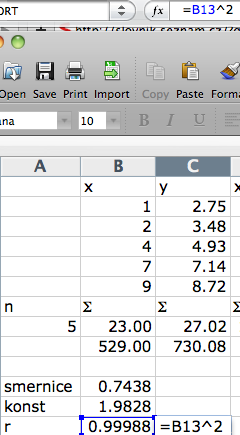 ORT fx =B13^2
http://slovnik.seznam.cz/?q
Open Save Print Import Copy Paste Forma
ana 10 B I U
A B C
x y x
1 2.75
2 3.48
4 4.93
7 7.14
9 8.72
n Σ Σ
5 23.00 27.02
529.00 730.08
smernice 0.7438
konst 1.9828
r 0.99988 =B13^2